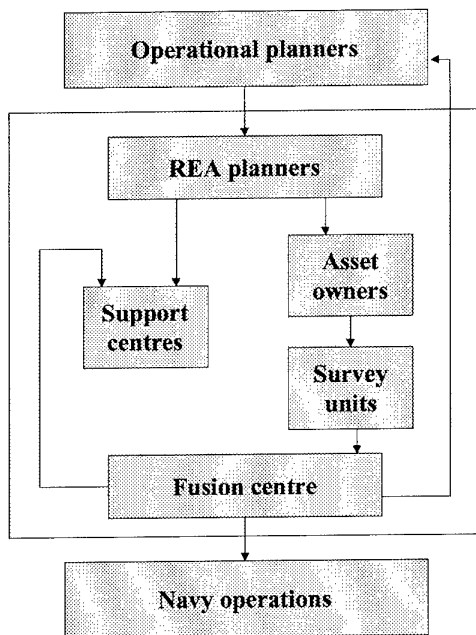 Operational planners
REA planners
Asset
owners
Support
centres
Survey
units
Fusion centre
Navy operations